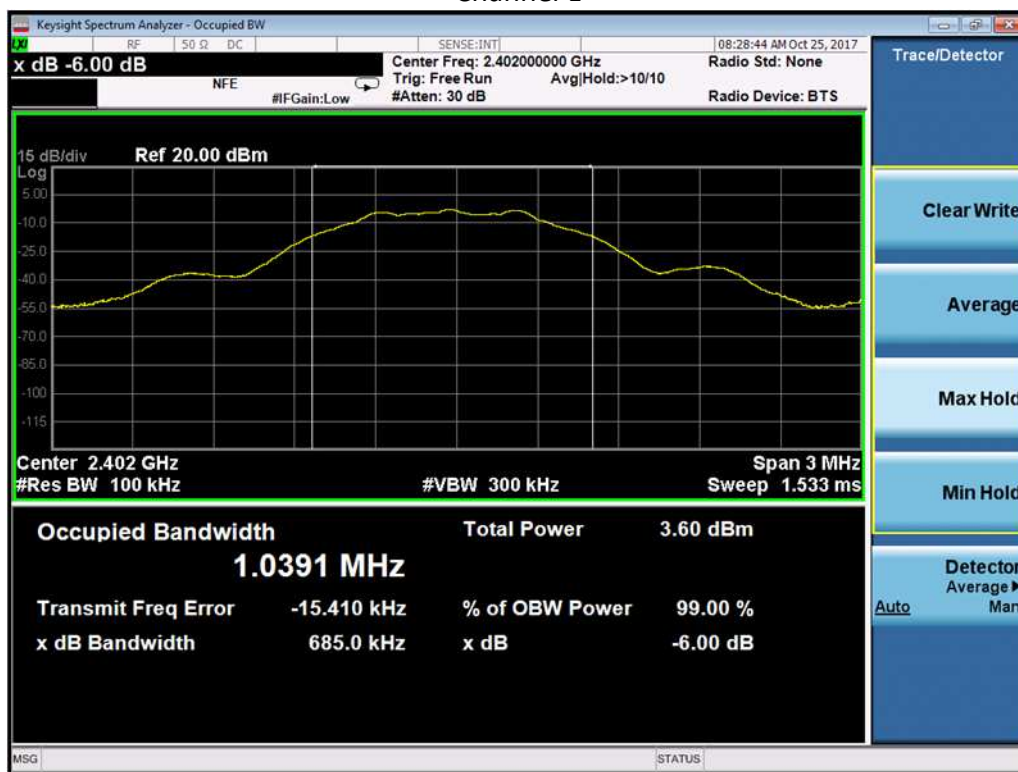 Keysight Spectrum Analyzer - Occupied BW
LXI RF 50 Ω DC SENSE:INT 08:28:44 AM Oct 25, 2017
x dB -6.00 dB
Center Freq: 2.402000000 GHz
Radio Std: None
NFE
Trig: Free Run Avg|Hold:>10/10
#IFGain:Low #Atten: 30 dB
Radio Device: BTS
15 dB/div Ref 20.00 dBm
Log
5.00
-10.0
-25.0
-40.0
-55.0
-70.0
-85.0
-100
-115
Center 2.402 GHz Span 3 MHz
#Res BW 100 kHz #VBW 300 kHz Sweep 1.533 ms
Occupied Bandwidth Total Power 3.60 dBm
1.0391 MHz
Transmit Freq Error -15.410 kHz % of OBW Power 99.00 %
x dB Bandwidth 685.0 kHz x dB -6.00 dB
MSG STATUS
Trace/Detector
Clear Write
Average
Max Hold
Min Hold
Detector
Average
Auto Man